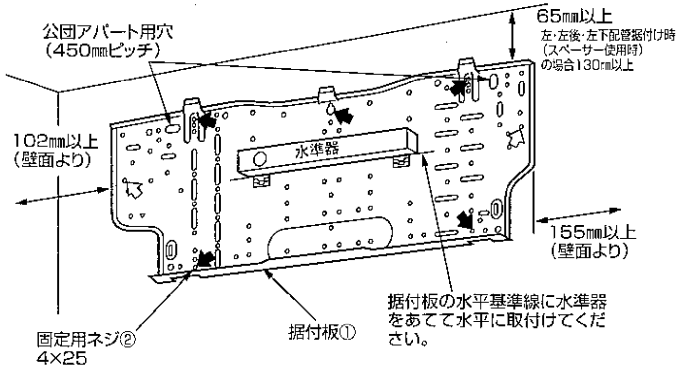 公団アパート用穴
(450mmピッチ)
65mm以上
左・左後・左下配管据付け時
(スペーサー使用時)
の場合130mm以上
102mm以上
(壁面より)
水準器
155mm以上
(壁面より)
据付板の水平基準線に水準器
をあてて水平に取付けてくだ
さい。
据付板①
固定用ネジ②
4×25